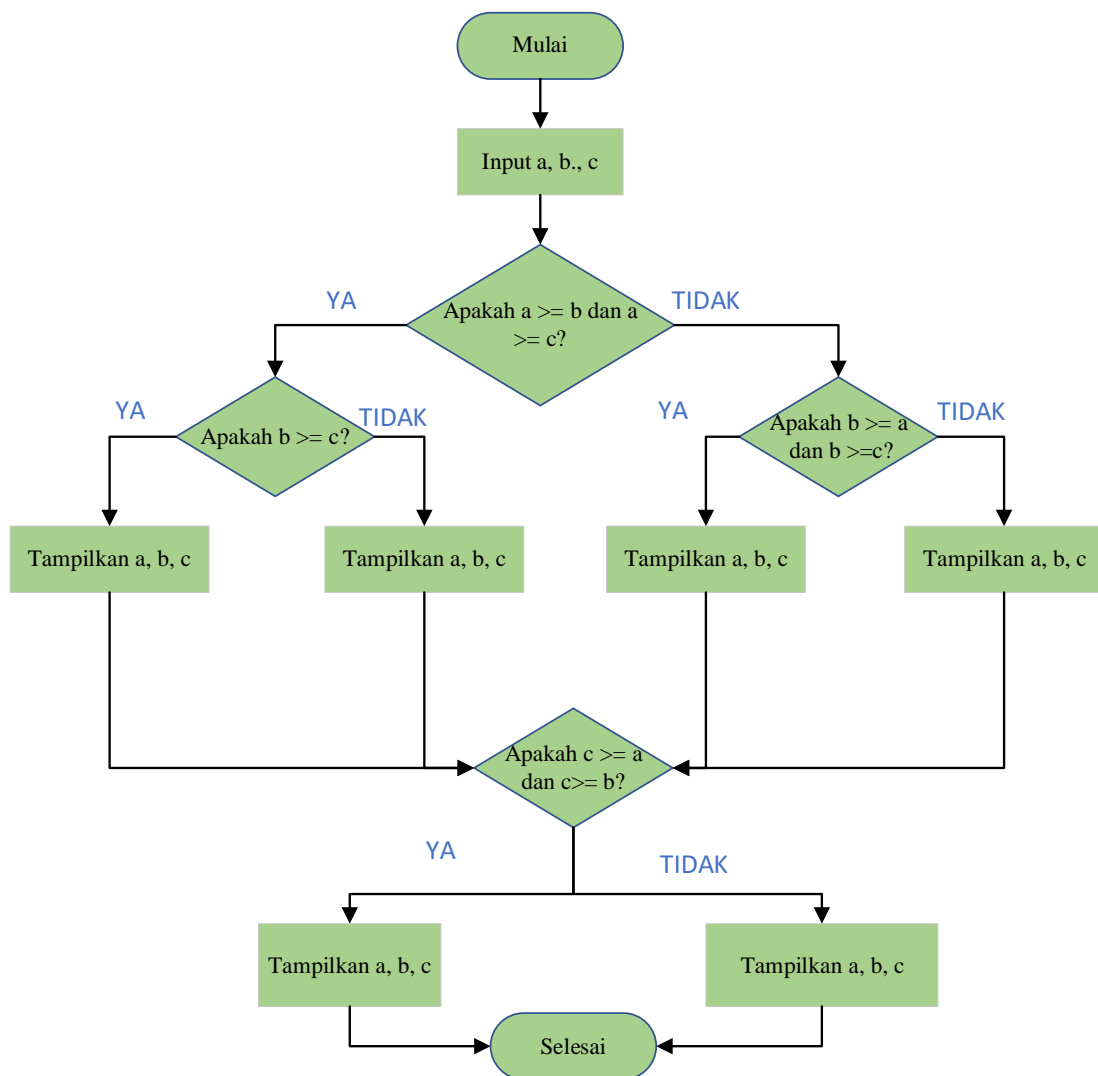 Mulai
Input a, b., c
YA
TIDAK
Apakah a >= b dan a
>= c?
YA
TIDAK
YA
TIDAK
Apakah b >= c?
Apakah b >= a
dan b >=c?
Tampilkan a, b, c
Tampilkan a, b, c
Tampilkan a, b, c
Tampilkan a, b, c
Apakah c >= a
dan c>= b?
YA
TIDAK
Tampilkan a, b, c
Tampilkan a, b, c
Selesai